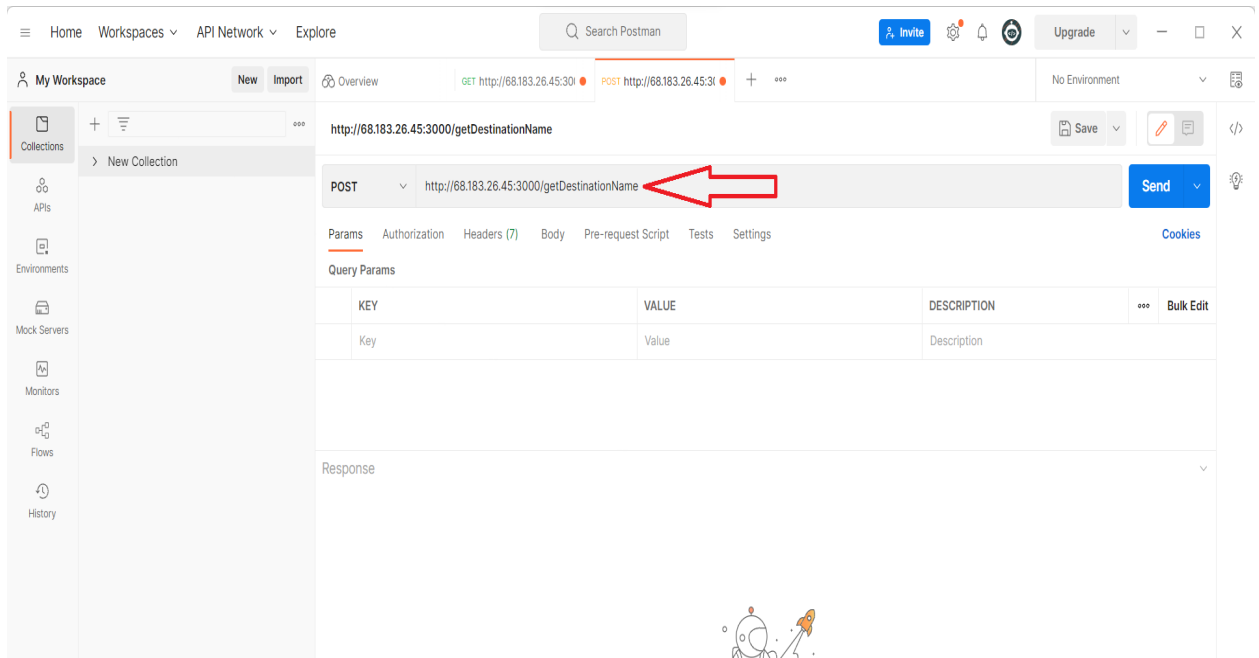 Home Workspaces API Network Explore Search Postman Invite Upgrade
My Workspace New Import Overview GET http://68.183.26.45:300 POST http://68.183.26.45:3( No Environment
Collections
http://68.183.26.45:3000/getDestinationName Save
New Collection
POST http://68.183.26.45:3000/getDestinationName Send
APIs
Params Authorization Headers (7) Body Pre-request Script Tests Settings Cookies
Environments
Query Params
KEY VALUE DESCRIPTION Bulk Edit
Mock Servers
Key Value Description
Monitors
Flows
Response
History